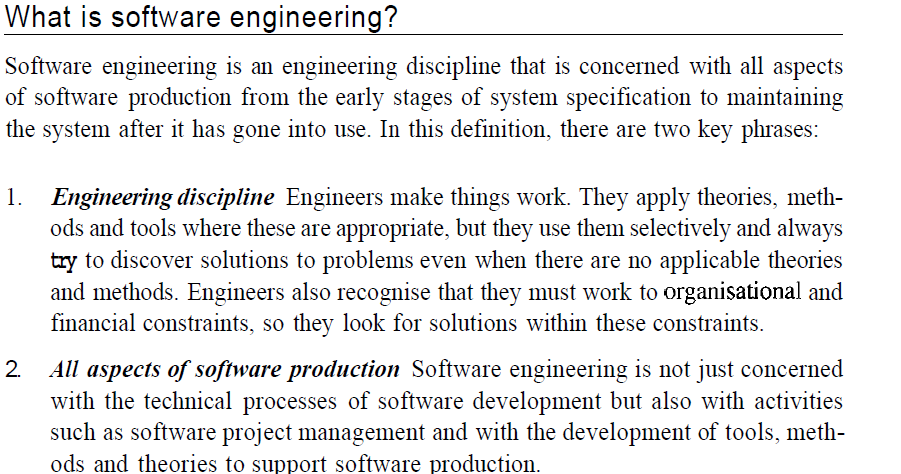 What is software engineering?
Software engineering is an engineering discipline that is concerned with all aspects
of software production from the early stages of system specification to maintaining
the system after it has gone into use. In this definition, there are two key phrases:
1. Engineering discipline Engineers make things work. They apply theories, meth-
ods and tools where these are appropriate, but they use them selectively and always
try to discover solutions to problems even when there are no applicable theories
and methods. Engineers also recognise that they must work to organisational and
financial constraints, so they look for solutions within these constraints.
2. All aspects of software production Software engineering is not just concerned
with the technical processes of software development but also with activities
such as software project management and with the development of tools, meth-
ods and theories to support software production.